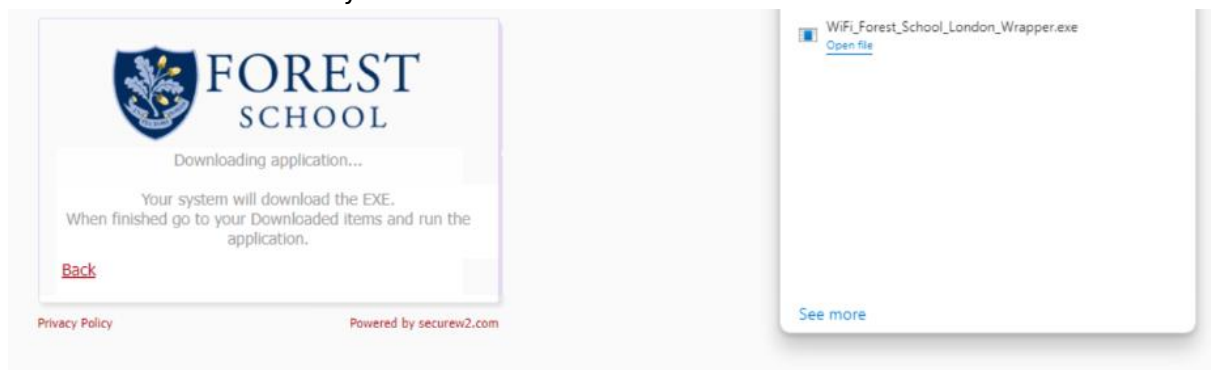 FOREST
SCHOOL
Downloading application...
Your system will download the EXE.
When finished go to your Downloaded items and run the
application.
Back
Privacy Policy
Powered by securew2.com
WiFi_Forest_School_London_Wrapper.exe
Open file
See more